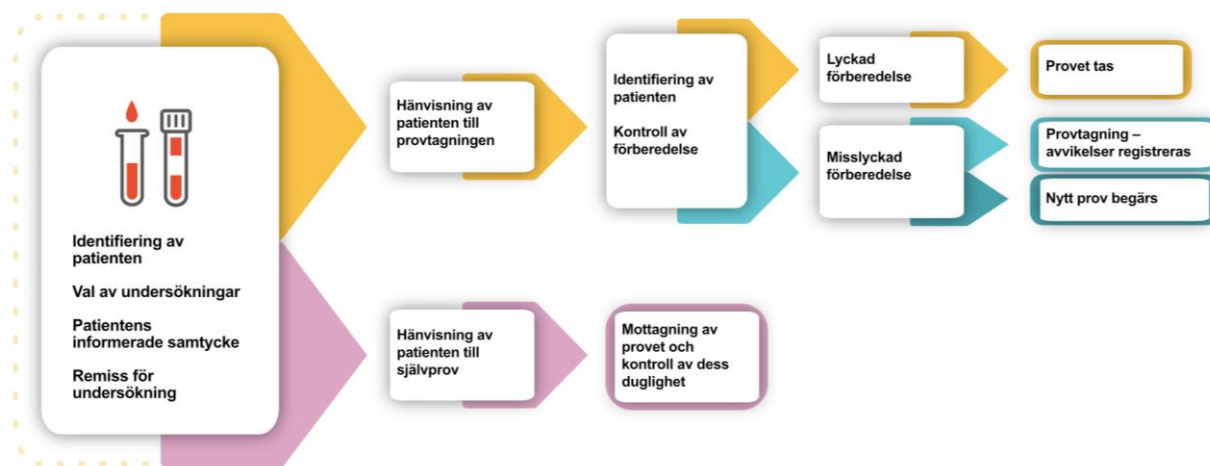 Identifiering av
patienten
Val av undersökningar
Patientens
informerade samtycke
Remiss för
undersökning
Hänvisning av
patienten till
provtagningen
Identifiering av
patienten
Kontroll av
förberedelse
Lyckad
förberedelse
Provet tas
Misslyckad
förberedelse
Provtagning –
avvikelser registreras
Nytt prov begärs
Hänvisning av
patienten till
självprov
Mottagning av
provet och
kontroll av dess
duglighet